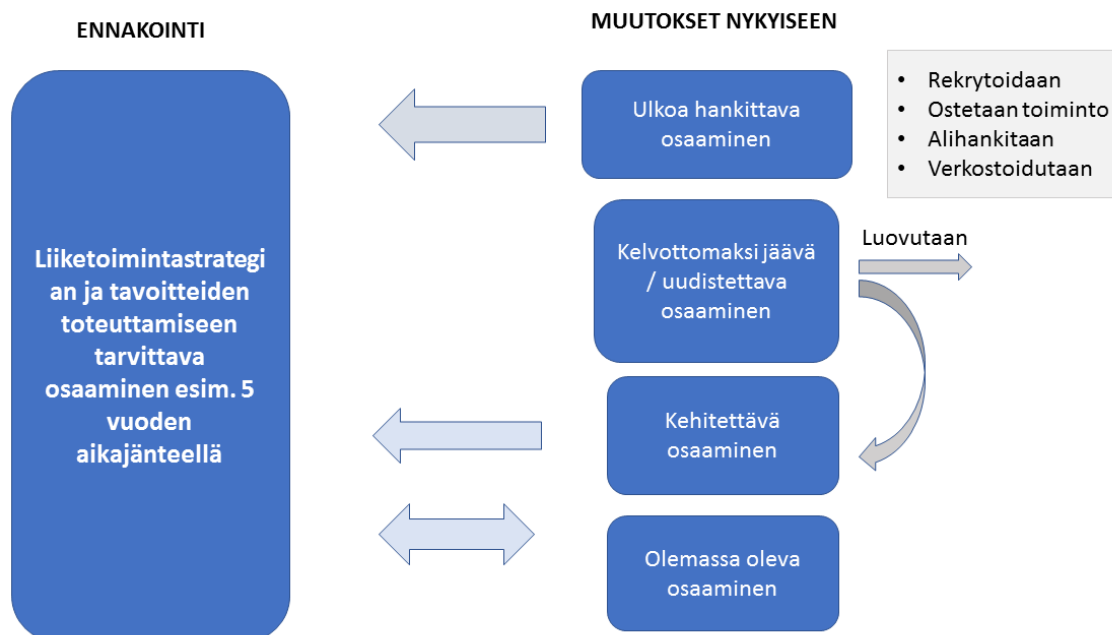 ENNAKOINTI
MUUTOKSET NYKYISEEN
Liiketoimintastrategi
an ja tavoitteiden
toteuttamiseen
tarvittava
osaaminen esim. 5
vuoden
aikajänteellä
Ulkoa hankittava
osaaminen
• Rekrytoidaan
• Ostetaan toiminto
• Alihankitaan
• Verkostoidutaan
Kelvottomaksi jäävä
/ uudistettava
osaaminen
Luovutaan
Kehitettävä
osaaminen
Olemassa oleva
osaaminen